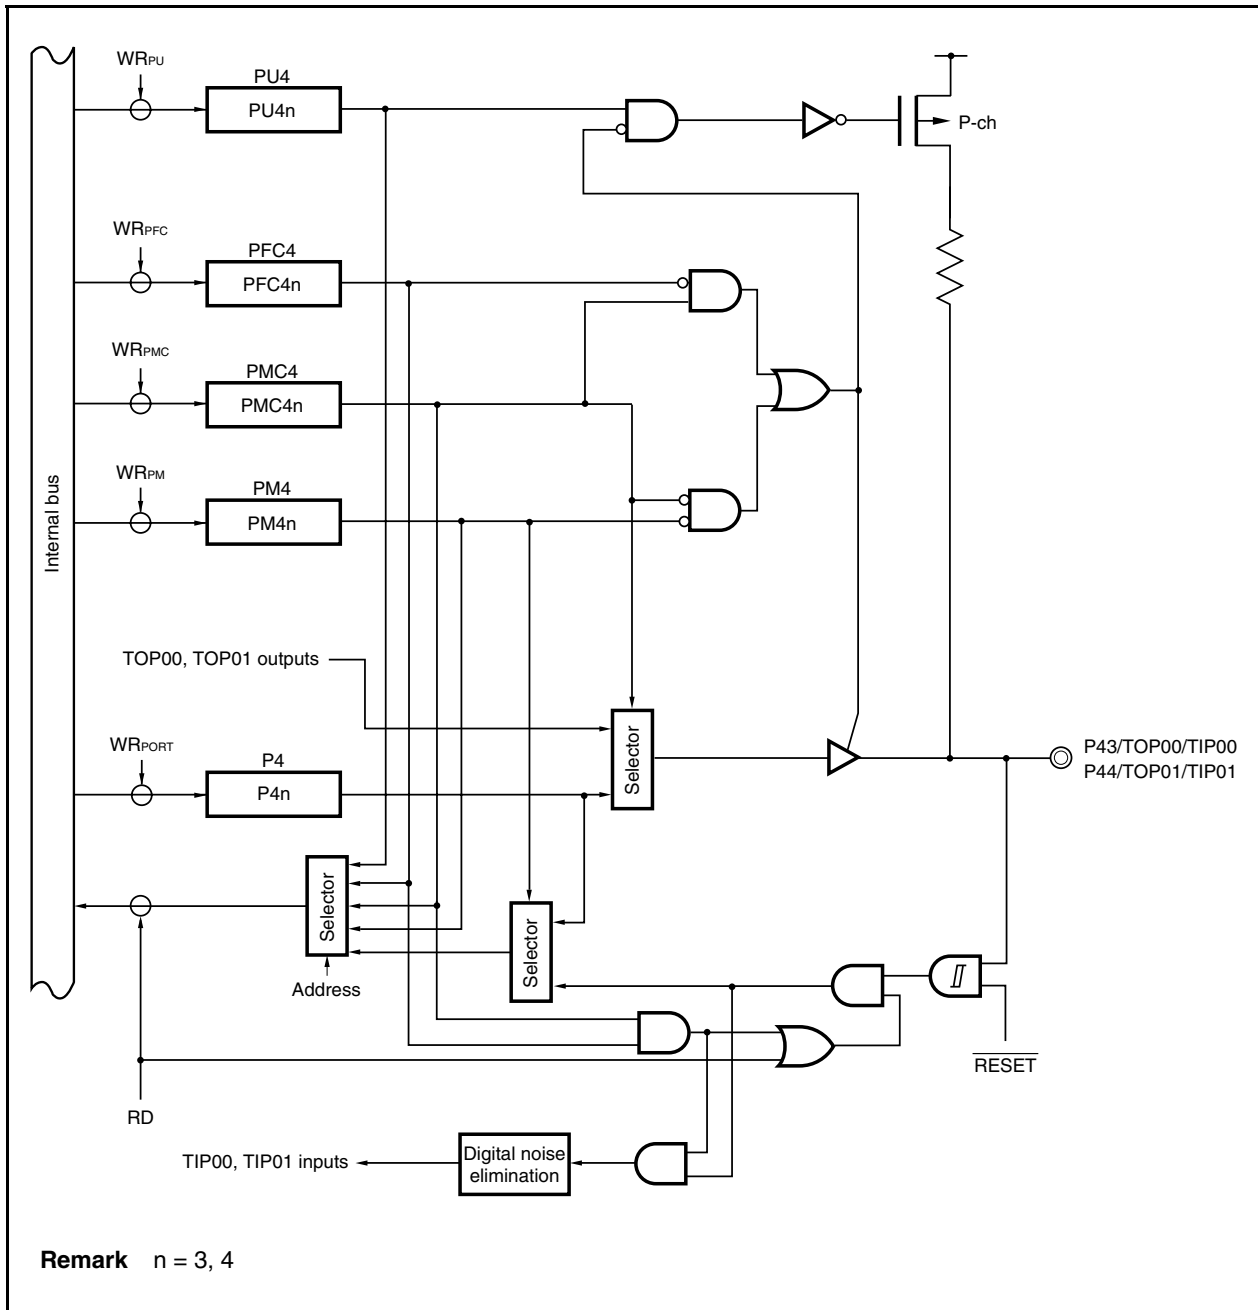 WRPU
PU4
PU4n
P-ch
WRPFC
PFC4
PFC4n
WRPMC
PMC4
PMC4n
WRPM
PM4
PM4n
Internal bus
TOP00, TOP01 outputs
WRPORT
P4
P4n
Selector
P43/TOP00/TIP00
P44/TOP01/TIP01
Selector
Selector
Address
RESET
RD
TIP00, TIP01 inputs
Digital noise
elimination
Remark n = 3, 4